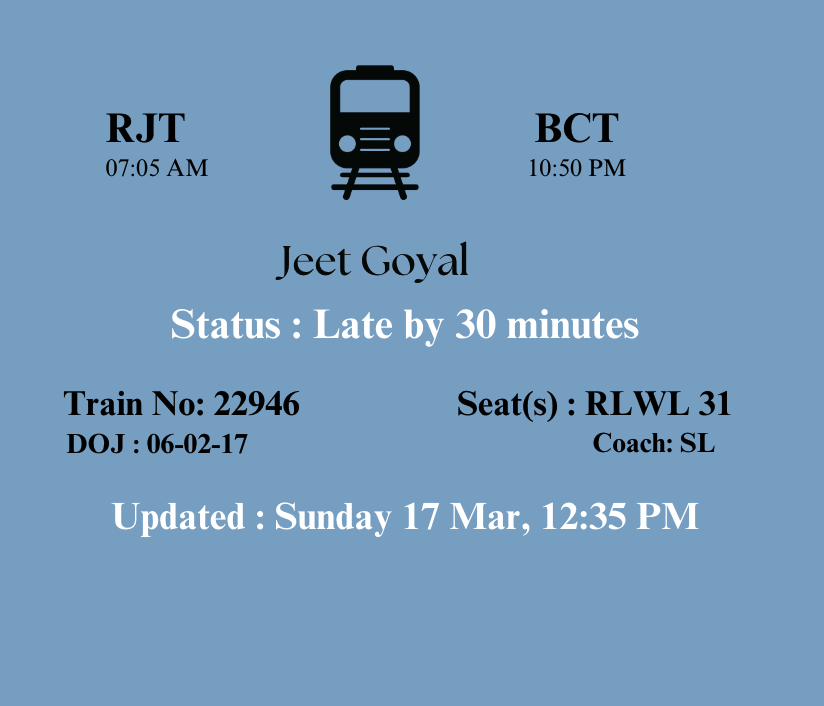 RJT
07:05 AM
BCT
10:50 PM
Jeet Goyal
Status : Late by 30 minutes
Train No: 22946
DOJ : 06-02-17
Seat(s) : RLWL 31
Coach: SL
Updated : Sunday 17 Mar, 12:35 PM